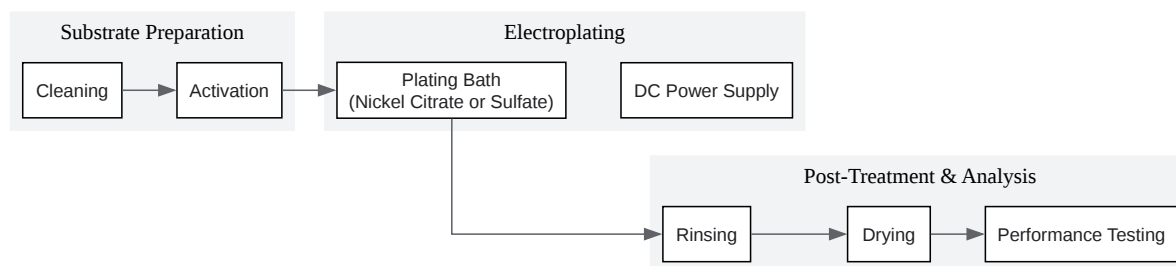 Substrate Preparation
Cleaning
Activation
Electroplating
Plating Bath
(Nickel Citrate or Sulfate)
DC Power Supply
Post-Treatment & Analysis
Rinsing
Drying
Performance Testing